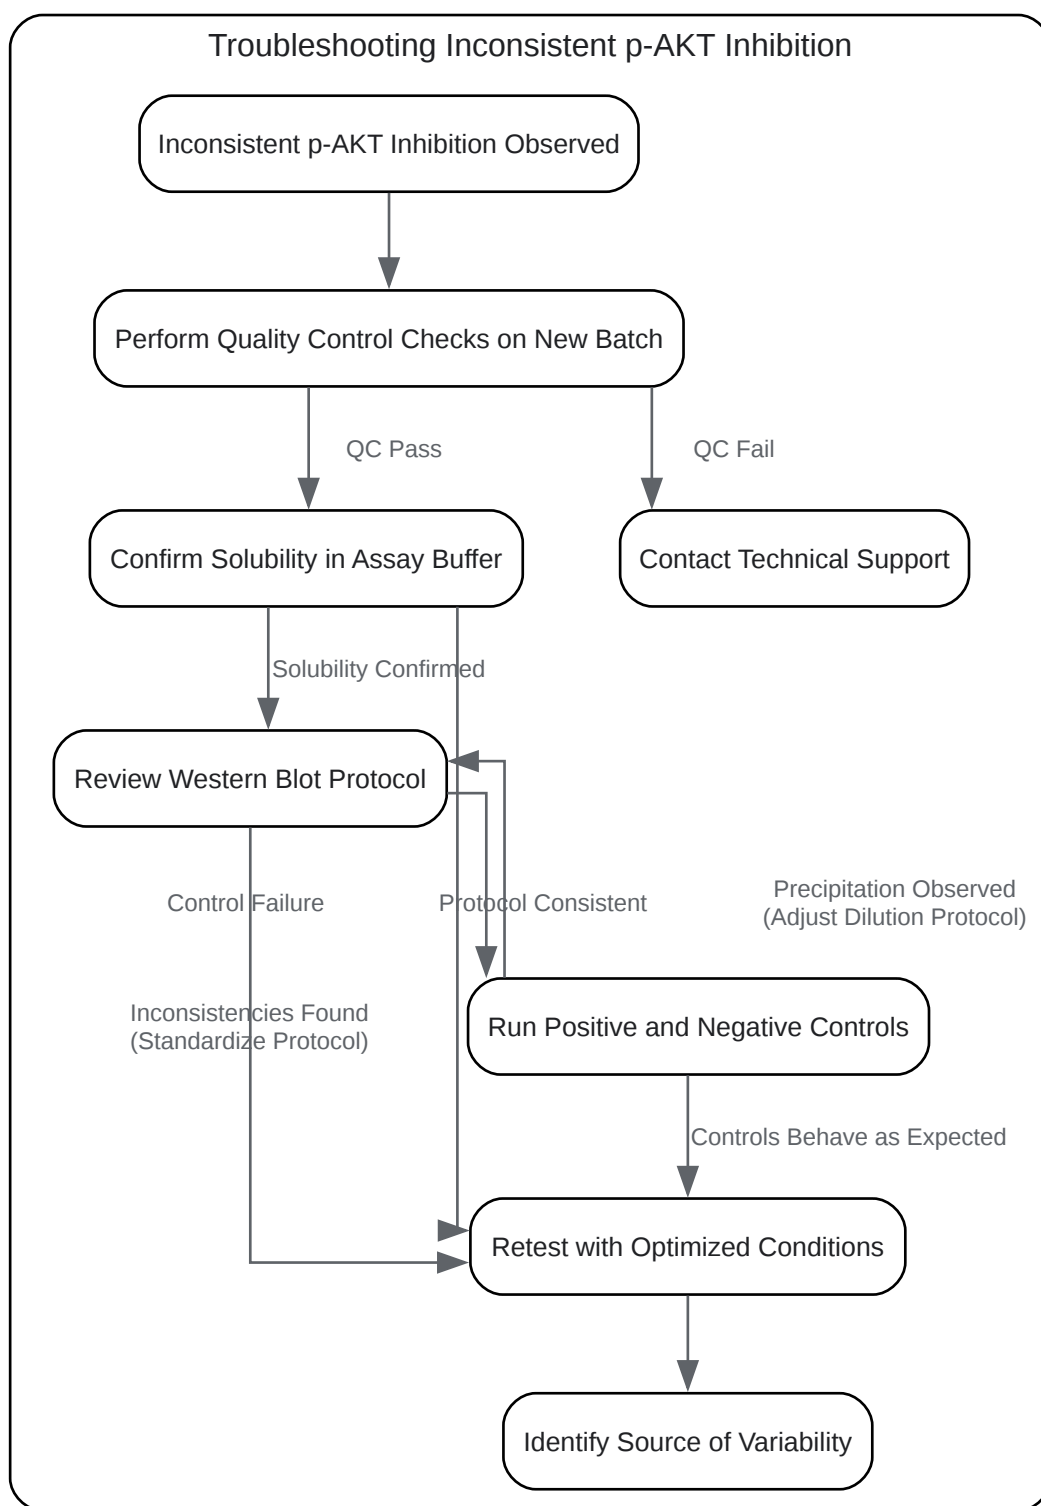 Troubleshooting Inconsistent p-AKT Inhibition
Inconsistent p-AKT Inhibition Observed
Perform Quality Control Checks on New Batch
QC Pass
QC Fail
Confirm Solubility in Assay Buffer
Contact Technical Support
Solubility Confirmed
Review Western Blot Protocol
Control Failure
Protocol Consistent
Precipitation Observed
(Adjust Dilution Protocol)
Inconsistencies Found
(Standardize Protocol)
Run Positive and Negative Controls
Controls Behave as Expected
Retest with Optimized Conditions
Identify Source of Variability